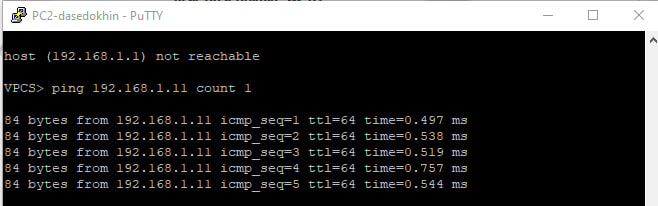 PC2-dasedokhin - PuTTY
host (192.168.1.1) not reachable
VPCS> ping 192.168.1.11 count 1
84 bytes from 192.168.1.11 icmp_seq=1 ttl=64 time=0.497 ms
84 bytes from 192.168.1.11 icmp_seq=2 ttl=64 time=0.538 ms
84 bytes from 192.168.1.11 icmp_seq=3 ttl=64 time=0.519 ms
84 bytes from 192.168.1.11 icmp_seq=4 ttl=64 time=0.757 ms
84 bytes from 192.168.1.11 icmp_seq=5 ttl=64 time=0.544 ms